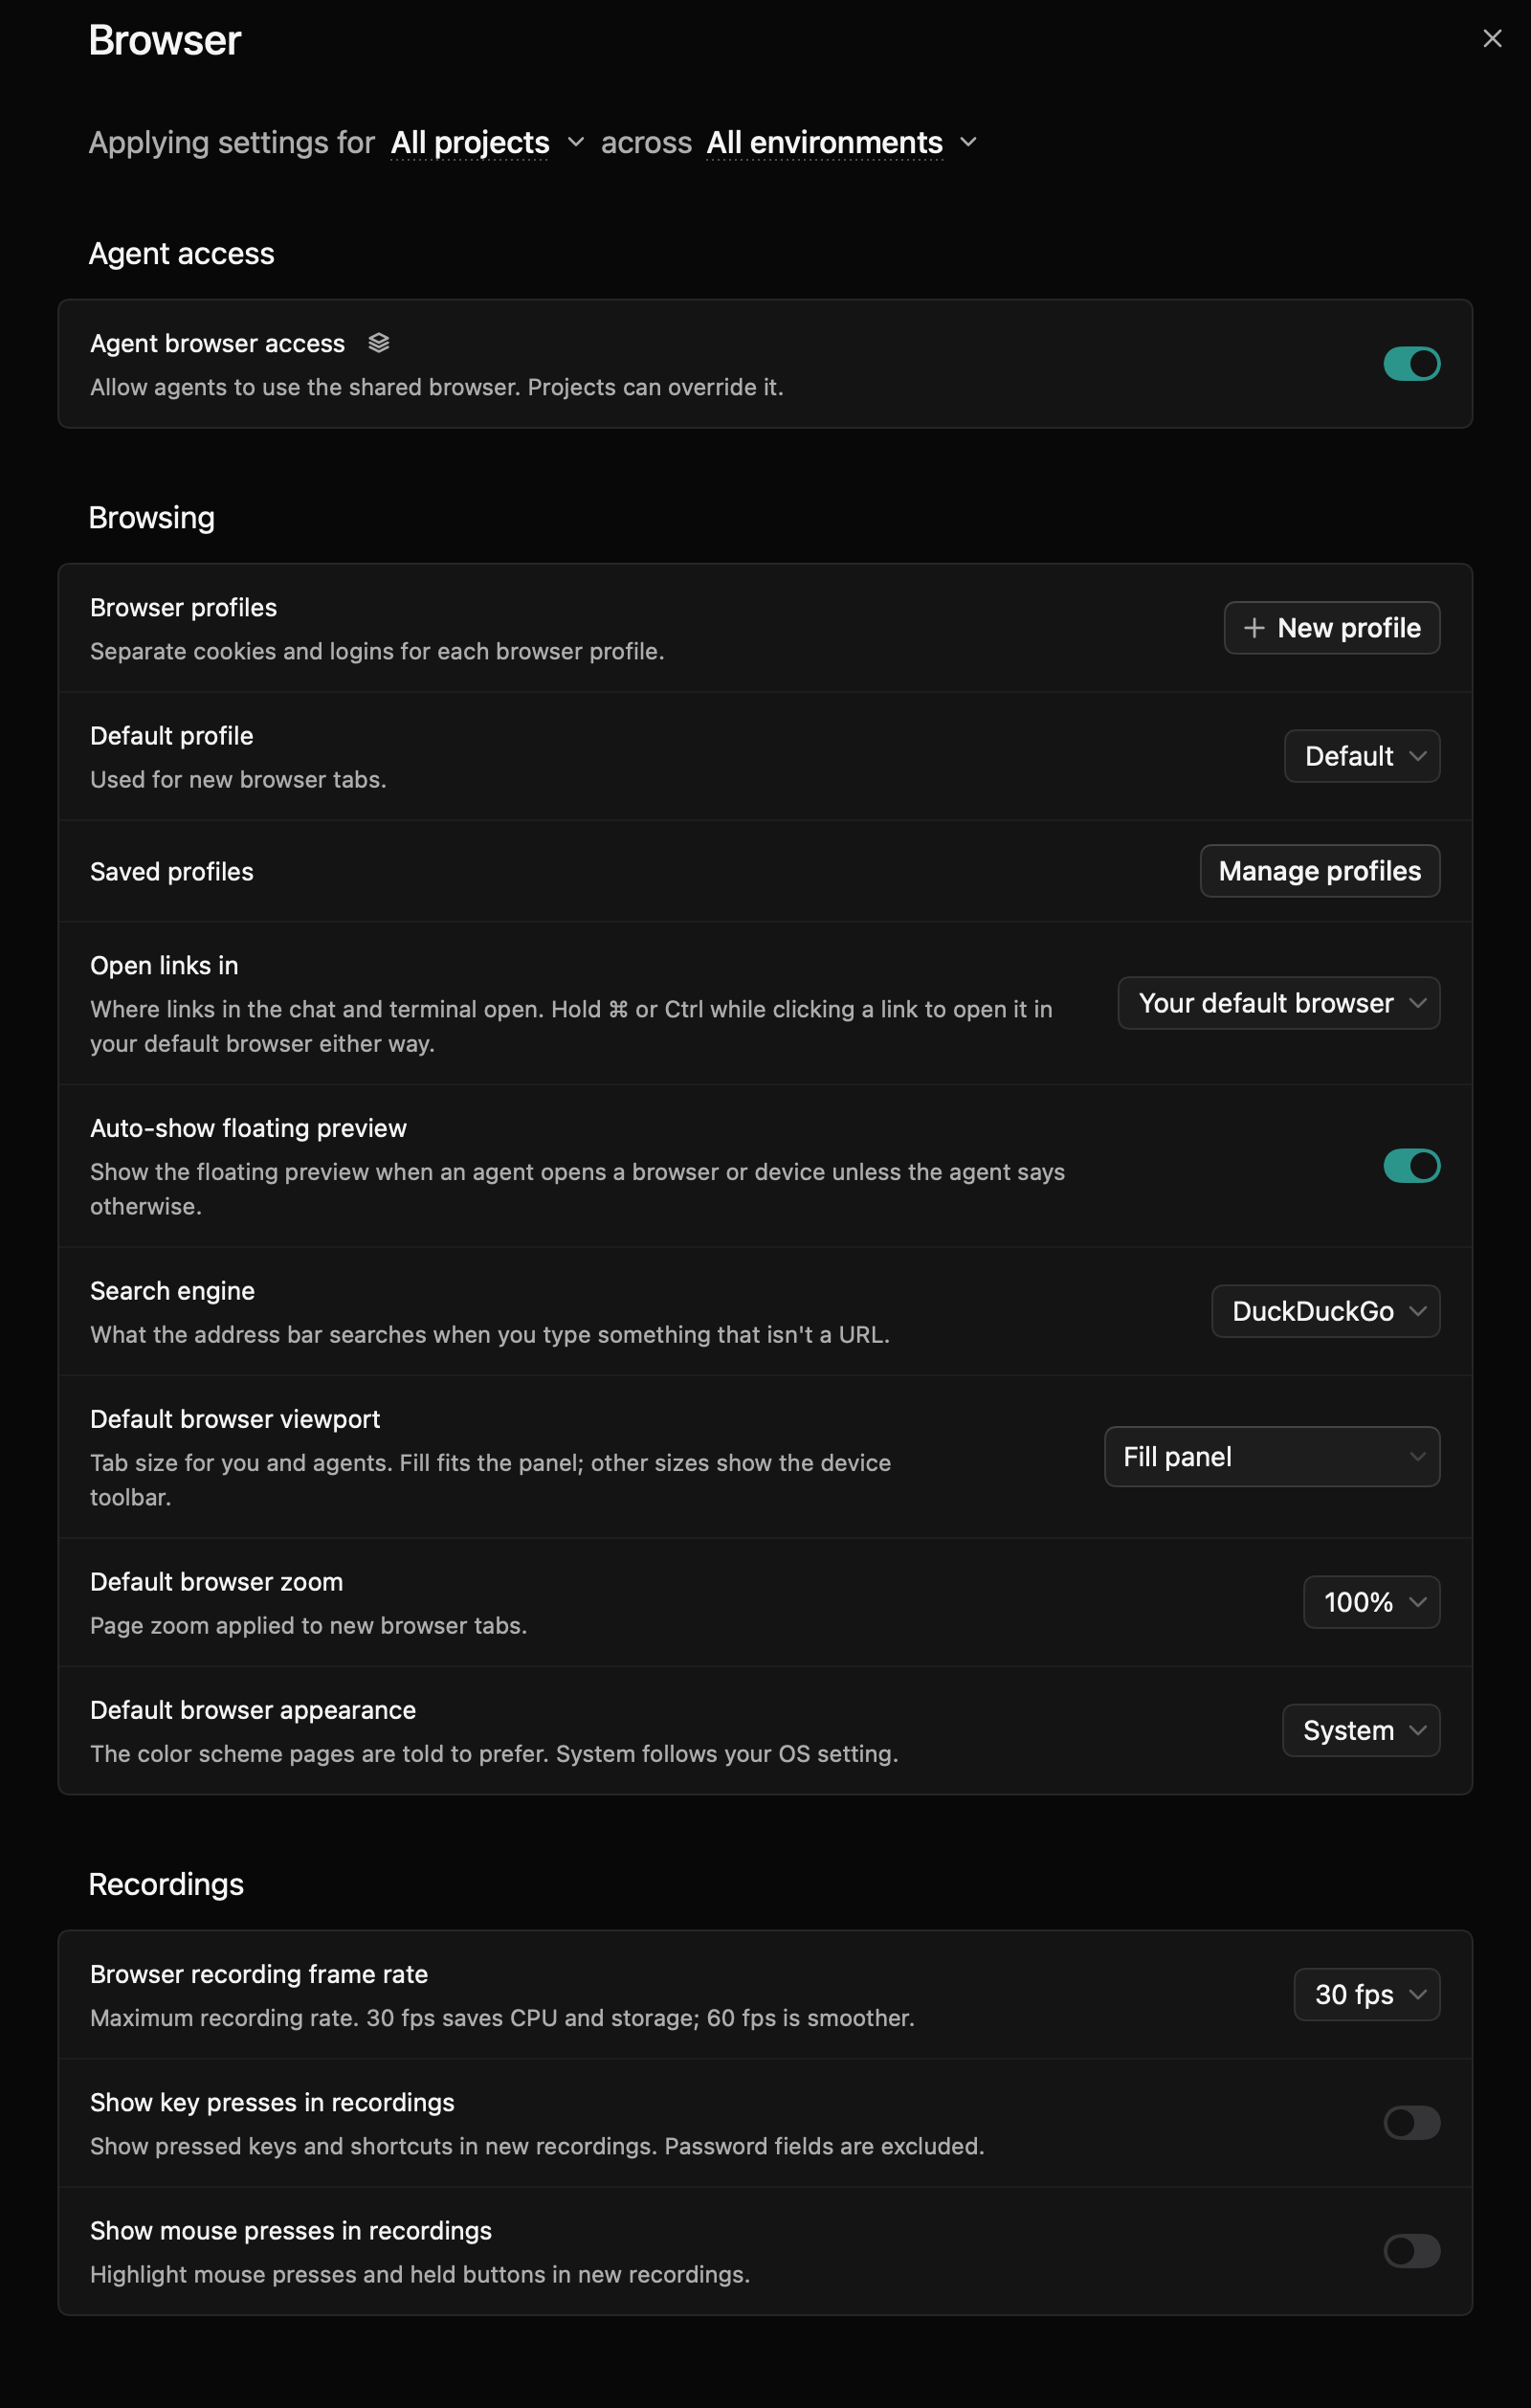 Browser
Applying settings for All projects across All environments
Agent access
Agent browser access
Allow agents to use the shared browser. Projects can override it.
Browsing
Browser profiles
Separate cookies and logins for each browser profile.
New profile
Default profile
Used for new browser tabs.
Default
Saved profiles
Manage profiles
Open links in
Where links in the chat and terminal open. Hold ⌘ or Ctrl while clicking a link to open it in
your default browser either way.
Your default browser
Auto-show floating preview
Show the floating preview when an agent opens a browser or device unless the agent says
otherwise.
Search engine
What the address bar searches when you type something that isn't a URL.
DuckDuckGo
Default browser viewport
Tab size for you and agents. Fill fits the panel; other sizes show the device
toolbar.
Fill panel
Default browser zoom
Page zoom applied to new browser tabs.
100%
Default browser appearance
The color scheme pages are told to prefer. System follows your OS setting.
System
Recordings
Browser recording frame rate
Maximum recording rate. 30 fps saves CPU and storage; 60 fps is smoother.
30 fps
Show key presses in recordings
Show pressed keys and shortcuts in new recordings. Password fields are excluded.
Show mouse presses in recordings
Highlight mouse presses and held buttons in new recordings.